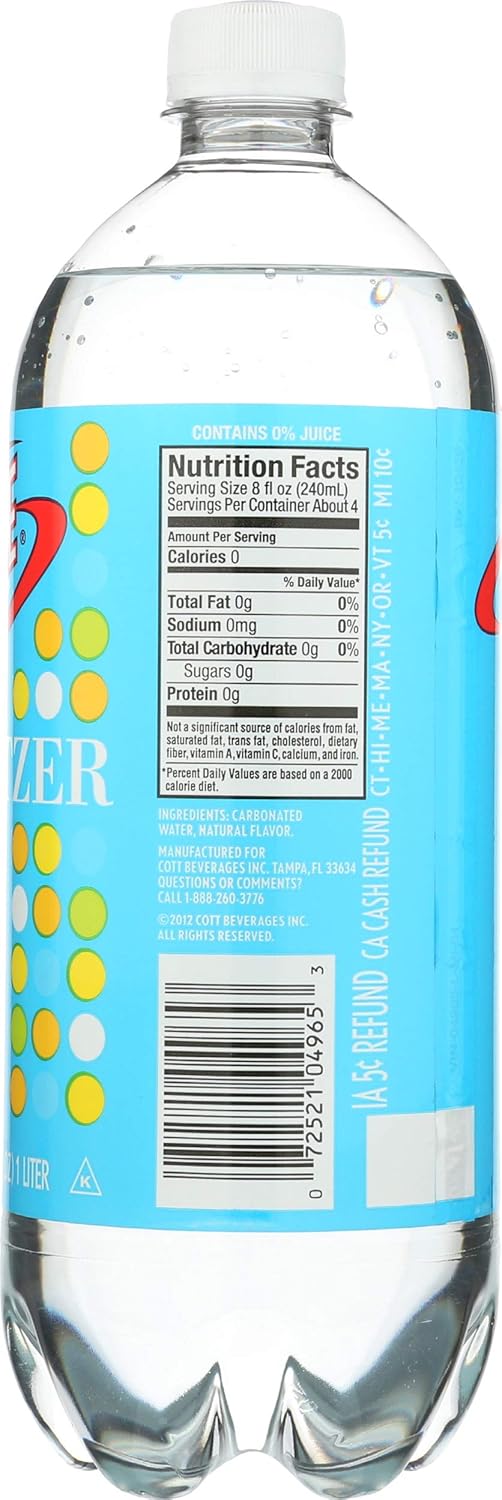 ®
TZER
) 1 LITER
K
CONTAINS 0% JUICE
Nutrition Facts
Serving Size 8 fl oz (240mL)
Servings Per Container About 4
Amount Per Serving
Calories 0
% Daily Value*
Total Fat 0g 0%
Sodium 0mg 0%
Total Carbohydrate 0g 0%
Sugars 0g
Protein 0g
Not a significant source of calories from fat,
saturated fat, trans fat, cholesterol, dietary
fiber, vitamin A, vitamin C, calcium, and iron.
*Percent Daily Values are based on a 2000
calorie diet.
INGREDIENTS: CARBONATED
WATER, NATURAL FLAVOR.
MANUFACTURED FOR
COTT BEVERAGES INC. TAMPA, FL 33634
QUESTIONS OR COMMENTS?
CALL 1-888-260-3776
©2012 COTT BEVERAGES INC.
ALL RIGHTS RESERVED.
0 72521 04965 3
IA 5¢ REFUND CA CASH REFUND CT·HI·ME·MA·NY·OR·VT 5¢ MI 10¢